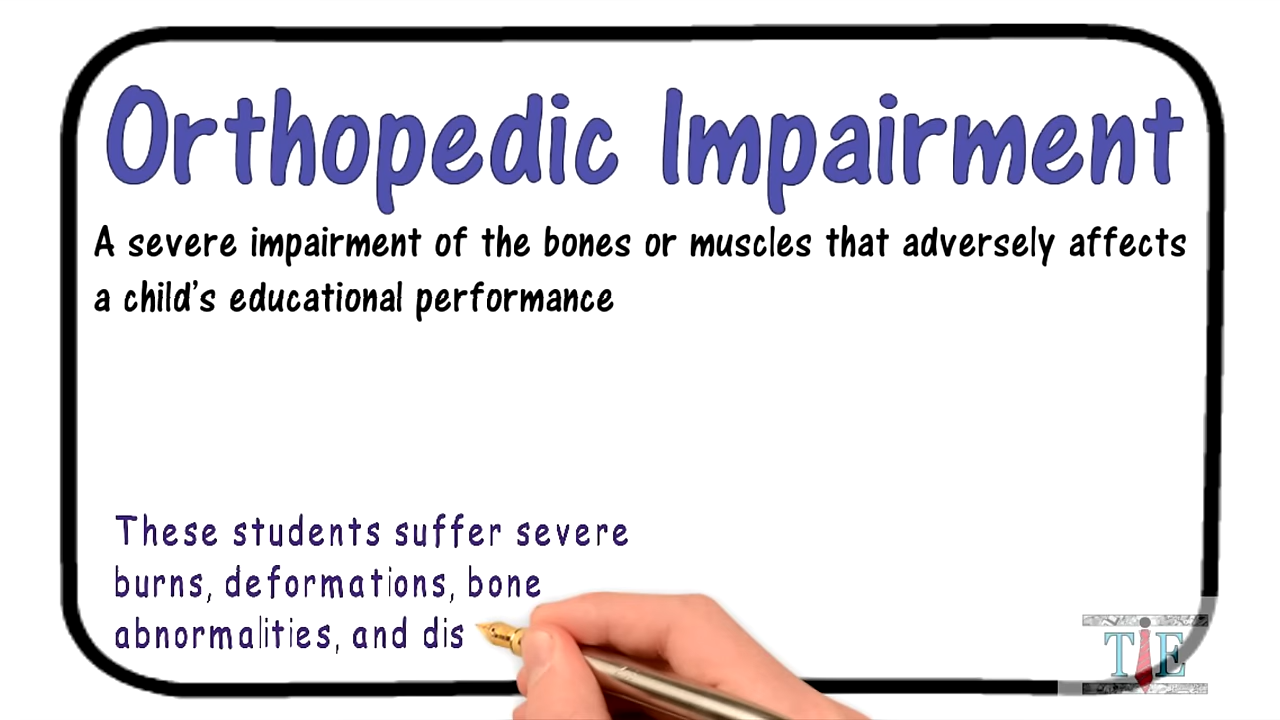 Orthopedic Impairment
A severe impairment of the bones or muscles that adversely affects
a child's educational performance
These students suffer severe
burns, deformations, bone
abnormalities, and dis
TIE